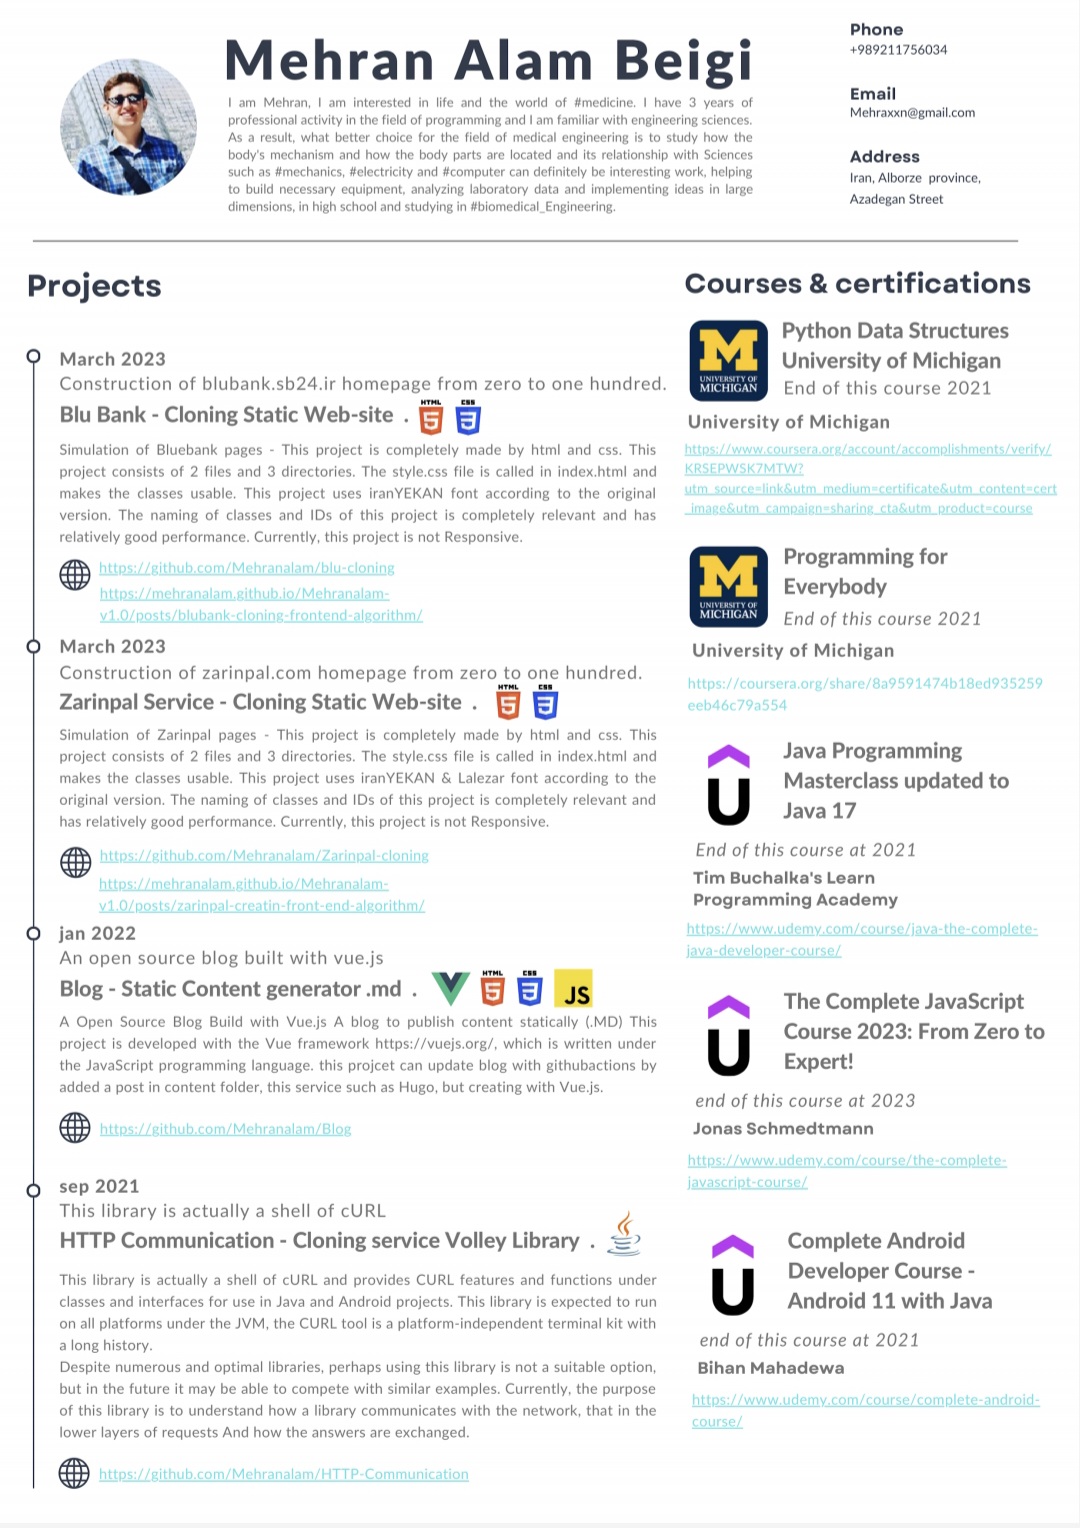 Mehran Alam Beigi
I am Mehran, I am interested in life and the world of #medicine. I have 3 years of
professional activity in the field of programming and I am familiar with engineering sciences.
As a result, what better choice for the field of medical engineering is to study how the
body's mechanism and how the body parts are located and its relationship with Sciences
such as #mechanics, #electricity and #computer can definitely be interesting work, helping
to build necessary equipment, analyzing laboratory data and implementing ideas in large
dimensions, in high school and studying in #biomedical_Engineering.
Phone
+989211756034
Email
Mehraxxn@gmail.com
Address
Iran, Alborze province,
Azadegan Street
Projects
March 2023
Construction of blubank.sb24.ir homepage from zero to one hundred.
Blu Bank - Cloning Static Web-site .
HTML
5
CSS
3
Simulation of Bluebank pages - This project is completely made by html and css. This
project consists of 2 files and 3 directories. The style.css file is called in index.html and
makes the classes usable. This project uses iranYEKAN font according to the original
version. The naming of classes and IDs of this project is completely relevant and has
relatively good performance. Currently, this project is not Responsive.
https://github.com/Mehranalam/blu-cloning
https://mehranalam.github.io/Mehranalam-
v1.0/posts/blubank-cloning-frontend-algorithm/
March 2023
Construction of zarinpal.com homepage from zero to one hundred.
Zarinpal Service - Cloning Static Web-site .
HTML
5
CSS
3
Simulation of Zarinpal pages - This project is completely made by html and css. This
project consists of 2 files and 3 directories. The style.css file is called in index.html and
makes the classes usable. This project uses iranYEKAN & Lalezar font according to the
original version. The naming of classes and IDs of this project is completely relevant and
has relatively good performance. Currently, this project is not Responsive.
https://github.com/Mehranalam/Zarinpal-cloning
https://mehranalam.github.io/Mehranalam-
v1.0/posts/zarinpal-creatin-front-end-algorithm/
jan 2022
An open source blog built with vue.js
Blog - Static Content generator .md .
HTML
5
CSS
3
JS
A Open Source Blog Build with Vue.js A blog to publish content statically (.MD) This
project is developed with the Vue framework https://vuejs.org/, which is written under
the JavaScript programming language. this projcet can update blog with githubactions by
added a post in content folder, this service such as Hugo, but creating with Vue.js.
https://github.com/Mehranalam/Blog
sep 2021
This library is actually a shell of cURL
HTTP Communication - Cloning service Volley Library .
This library is actually a shell of cURL and provides CURL features and functions under
classes and interfaces for use in Java and Android projects. This library is expected to run
on all platforms under the JVM, the CURL tool is a platform-independent terminal kit with
a long history.
Despite numerous and optimal libraries, perhaps using this library is not a suitable option,
but in the future it may be able to compete with similar examples. Currently, the purpose
of this library is to understand how a library communicates with the network, that in the
lower layers of requests And how the answers are exchanged.
https://github.com/Mehranalam/HTTP-Communication
Courses & certifications
M
UNIVERSITY OF
MICHIGAN
Python Data Structures
University of Michigan
End of this course 2021
University of Michigan
https://www.coursera.org/account/accomplishments/verify/
KRSEPWSK7MTW?
utm_source=link&utm_medium=certificate&utm_content=cert
_image&utm_campaign=sharing_cta&utm_product=course
M
UNIVERSITY OF
MICHIGAN
Programming for
Everybody
End of this course 2021
University of Michigan
https://coursera.org/share/8a9591474b18ed935259
eeb46c79a554
Java Programming
Masterclass updated to
Java 17
End of this course at 2021
Tim Buchalka's Learn
Programming Academy
https://www.udemy.com/course/java-the-complete-
java-developer-course/
The Complete JavaScript
Course 2023: From Zero to
Expert!
end of this course at 2023
Jonas Schmedtmann
https://www.udemy.com/course/the-complete-
javascript-course/
Complete Android
Developer Course -
Android 11 with Java
end of this course at 2021
Bihan Mahadewa
https://www.udemy.com/course/complete-android-
course/